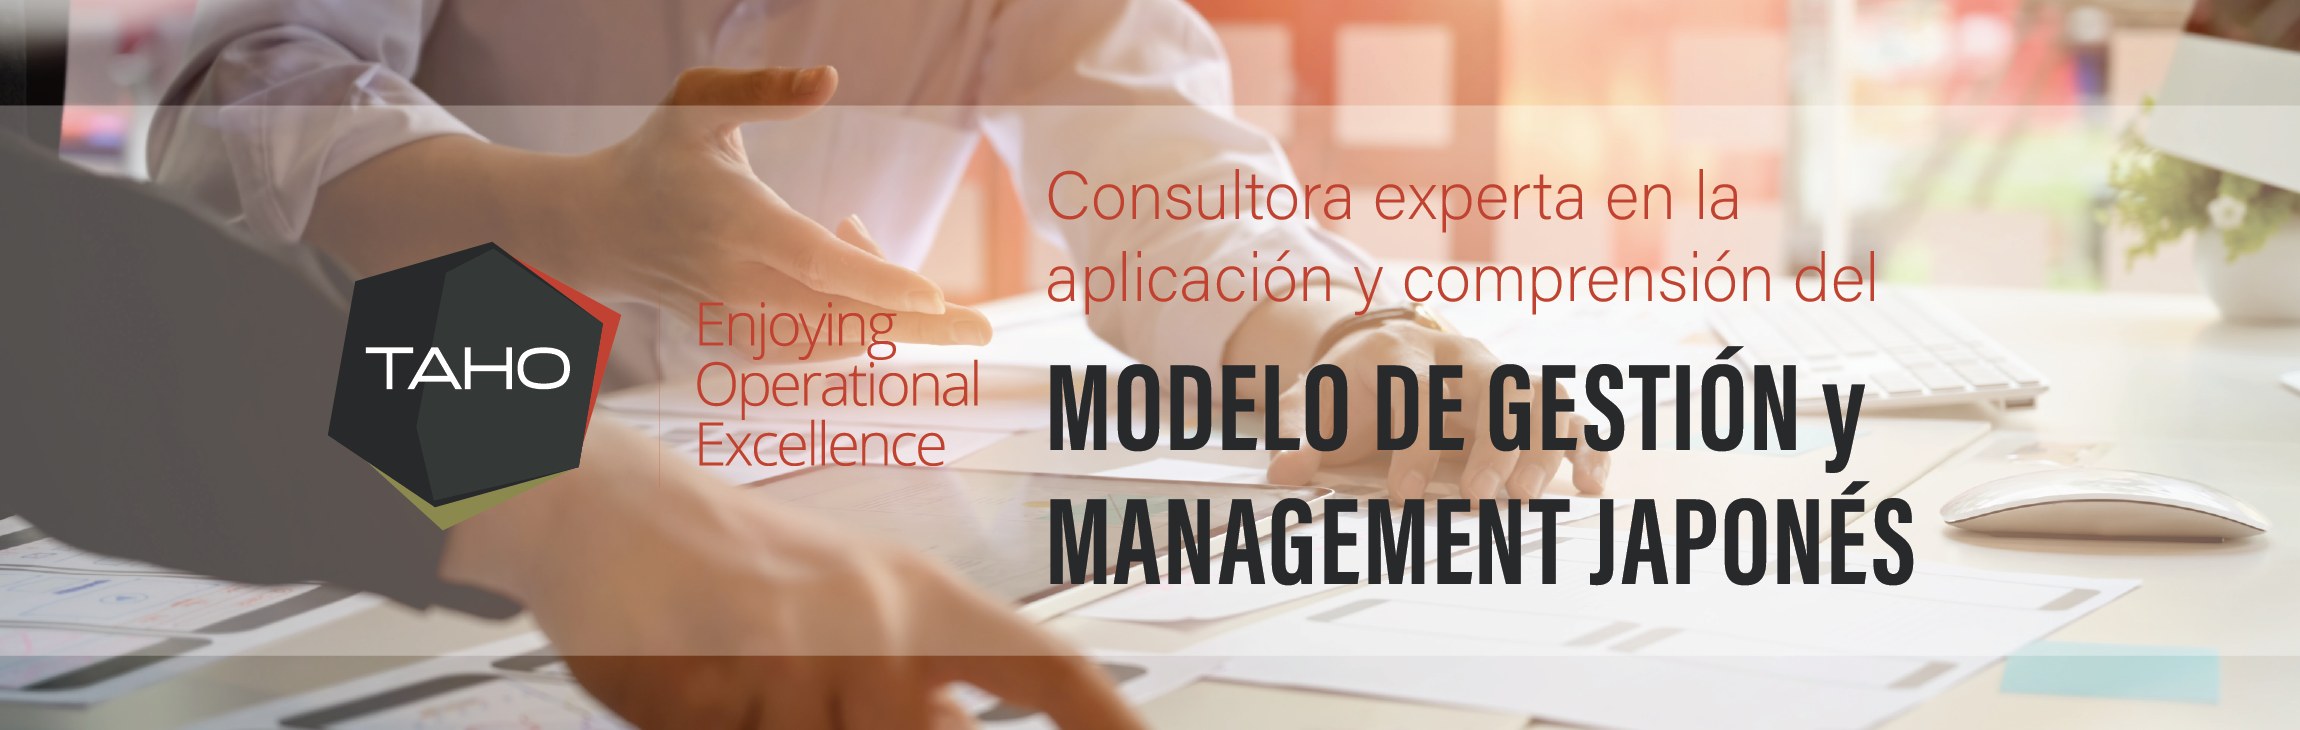 TAHO
Enjoying
Operational
Excellence
Consultora experta en la
aplicación y comprensión del
MODELO DE GESTIÓN y
MANAGEMENT JAPONÉS